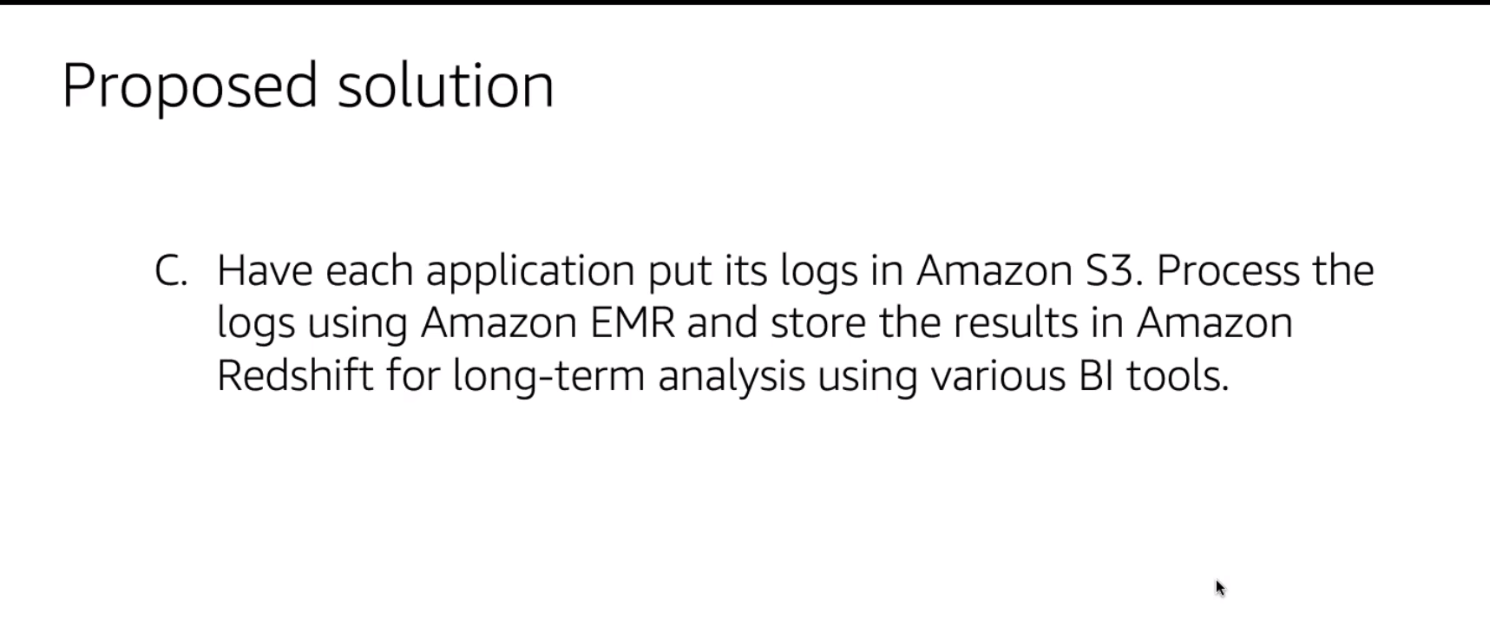 Proposed solution
C. Have each application put its logs in Amazon S3. Process the
logs using Amazon EMR and store the results in Amazon
Redshift for long-term analysis using various BI tools.